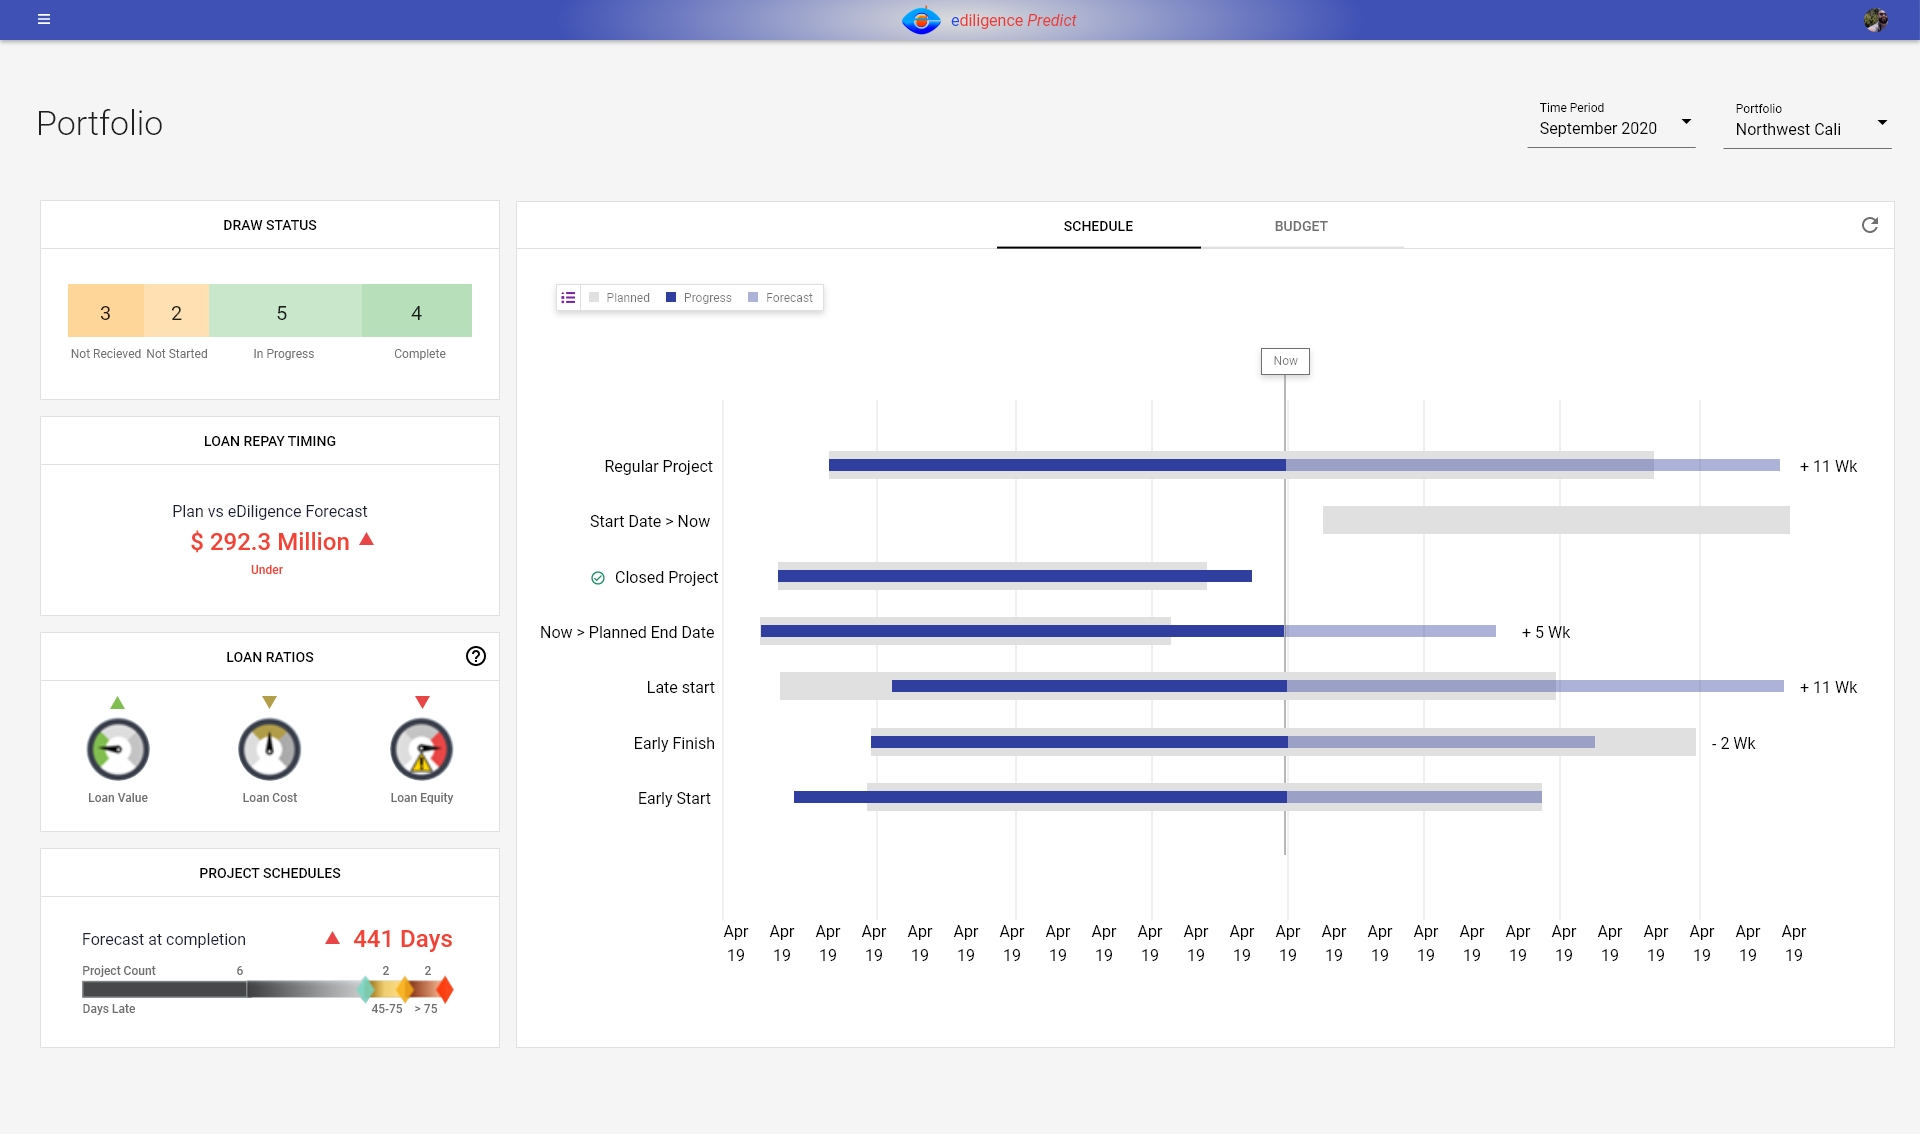 ediligence Predict
Portfolio
Time Period
September 2020
Portfolio
Northwest Cali
DRAW STATUS
3 2 5 4
Not Recieved Not Started In Progress Complete
LOAN REPAY TIMING
Plan vs eDiligence Forecast
$ 292.3 Million
Under
LOAN RATIOS
Loan Value Loan Cost Loan Equity
PROJECT SCHEDULES
Forecast at completion 441 Days
Project Count 6 2 2
Days Late 45-75 > 75
SCHEDULE BUDGET
Planned Progress Forecast
Now
Regular Project + 11 Wk
Start Date > Now
Closed Project
Now > Planned End Date + 5 Wk
Late start + 11 Wk
Early Finish - 2 Wk
Early Start
Apr Apr Apr Apr Apr Apr Apr Apr Apr Apr Apr Apr Apr Apr Apr Apr Apr Apr Apr Apr Apr Apr Apr Apr
19 19 19 19 19 19 19 19 19 19 19 19 19 19 19 19 19 19 19 19 19 19 19 19